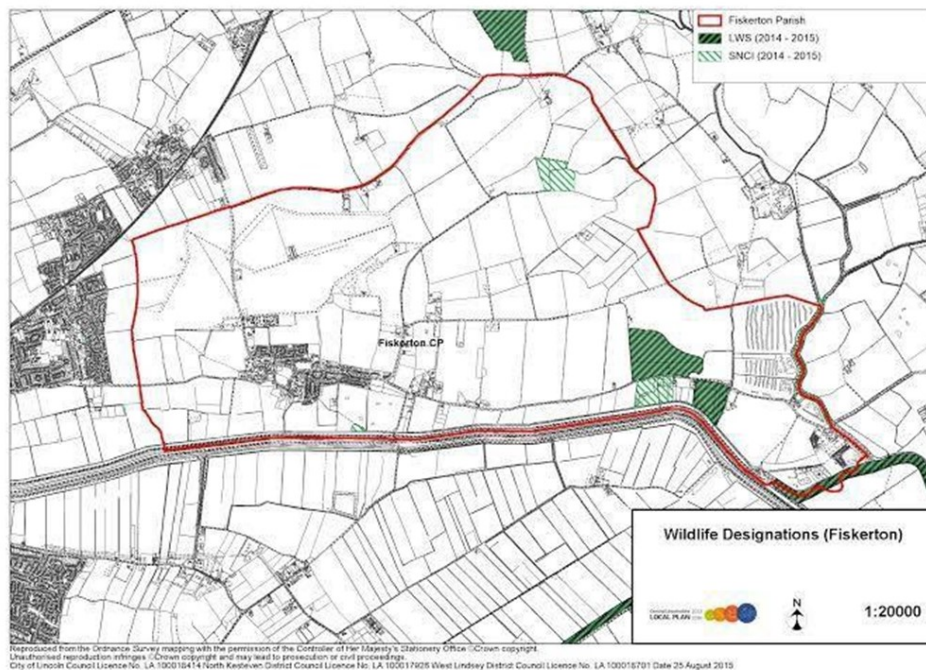 Fiskerton Parish
LWS (2014 - 2015)
SNCI (2014 - 2015)
Fiskerton CP
Wildlife Designations (Fiskerton)
LOCAL PLAN
N
1:20000
Reproduced from the Ordnance Survey mapping with the permission of the Controller of Her Majesty's Stationery Office ©Crown copyright.
Unauthorised reproduction infringes ©Crown copyright and may lead to prosecution or civil proceedings.
City of Lincoln Council Licence No. LA 100018414 North Kesteven District Council Licence No. LA 100017926 West Lindsey District Council Licence No. LA 100018701 Date 25 August 2015